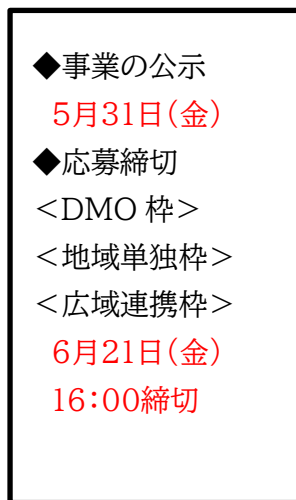 ◆事業の公示
5月31日（金）
◆応募締切
＜DMO 枠＞
＜地域単独枠＞
＜広域連携枠＞
6月21日（金）
16：00締切